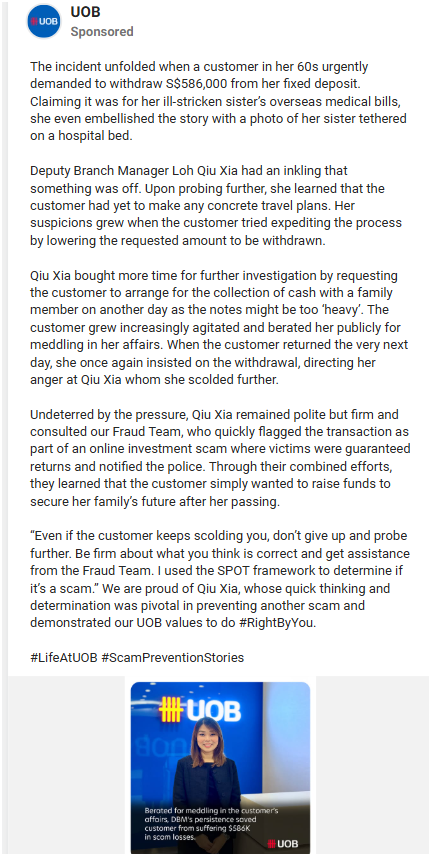 UOB
UOB
Sponsored
The incident unfolded when a customer in her 60s urgently
demanded to withdraw S$586,000 from her fixed deposit.
Claiming it was for her ill-stricken sister’s overseas medical bills,
she even embellished the story with a photo of her sister tethered
on a hospital bed.
Deputy Branch Manager Loh Qiu Xia had an inkling that
something was off. Upon probing further, she learned that the
customer had yet to make any concrete travel plans. Her
suspicions grew when the customer tried expediting the process
by lowering the requested amount to be withdrawn.
Qiu Xia bought more time for further investigation by requesting
the customer to arrange for the collection of cash with a family
member on another day as the notes might be too ‘heavy’. The
customer grew increasingly agitated and berated her publicly for
meddling in her affairs. When the customer returned the very next
day, she once again insisted on the withdrawal, directing her
anger at Qiu Xia whom she scolded further.
Undeterred by the pressure, Qiu Xia remained polite but firm and
consulted our Fraud Team, who quickly flagged the transaction as
part of an online investment scam where victims were guaranteed
returns and notified the police. Through their combined efforts,
they learned that the customer simply wanted to raise funds to
secure her family’s future after her passing.
“Even if the customer keeps scolding you, don’t give up and probe
further. Be firm about what you think is correct and get assistance
from the Fraud Team. I used the SPOT framework to determine if
it’s a scam.” We are proud of Qiu Xia, whose quick thinking and
determination was pivotal in preventing another scam and
demonstrated our UOB values to do #RightByYou.
#LifeAtUOB #ScamPreventionStories
UOB
Berated for meddling in the customer's
affairs, DBM's persistence saved
customer from suffering S$586K
in scam losses.
UOB